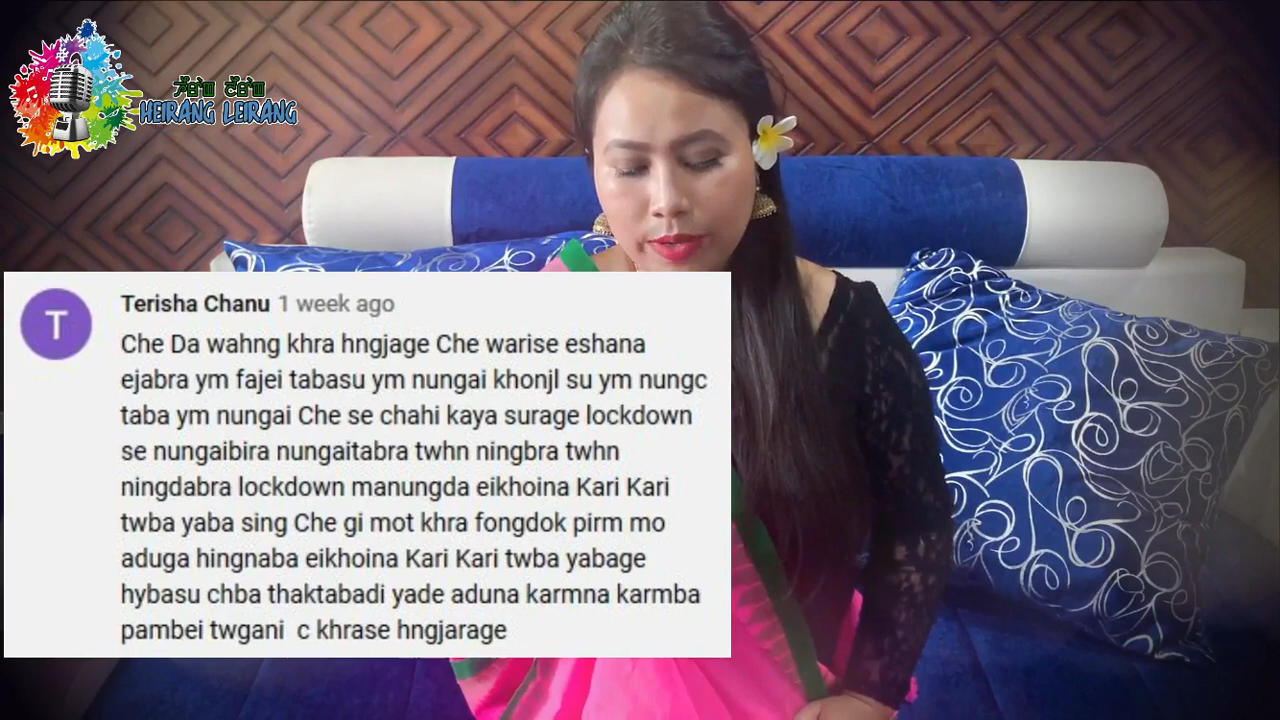 ꯍꯩꯔꯥꯡ ꯂꯩꯔꯥꯡ
HEIRANG LEIRANG
T
Terisha Chanu 1 week ago
Che Da wahng khra hngjage Che warise eshana
ejabra ym fajei tabasu ym nungai khonjl su ym nungc
taba ym nungai Che se chahi kaya surage lockdown
se nungaibira nungaitabra twhn ningbra twhn
ningdabra lockdown manungda eikhoina Kari Kari
twba yaba sing Che gi mot khra fongdok pirm mo
aduga hingnaba eikhoina Kari Kari twba yabage
hybasu chba thaktabadi yade aduna karmna karmba
pambei twgani c khrase hngjarage